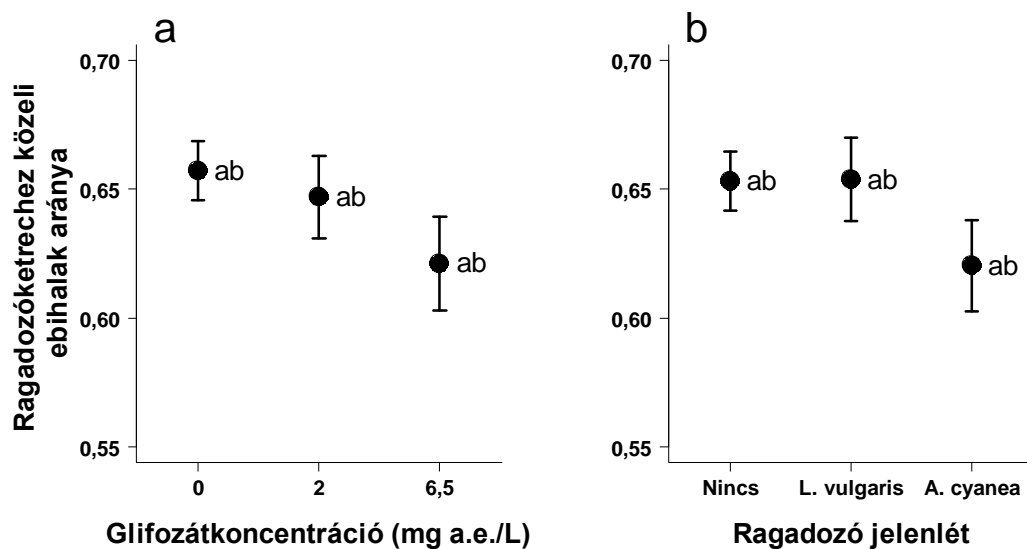 a
Ragadozóketrechez közeli
ebihalak aránya
0,70
0,65
0,60
0,55
ab
ab
ab
0
2
6,5
Glifozátkoncentráció (mg a.e./L)
b
0,70
0,65
0,60
0,55
ab
ab
ab
Nincs
L. vulgaris
A. cyanea
Ragadozó jelenlét